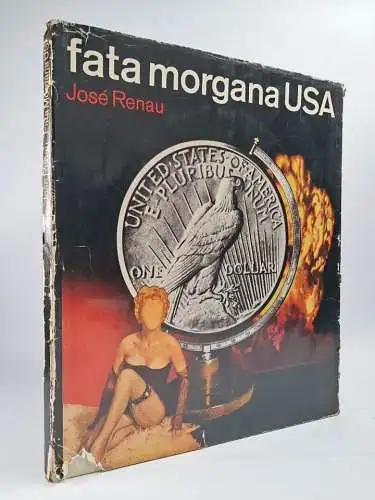 fata morgana USA
José Renau
UNITED STATES OF AMERICA
E PLURIBUS UNUM
ONE DOLLAR